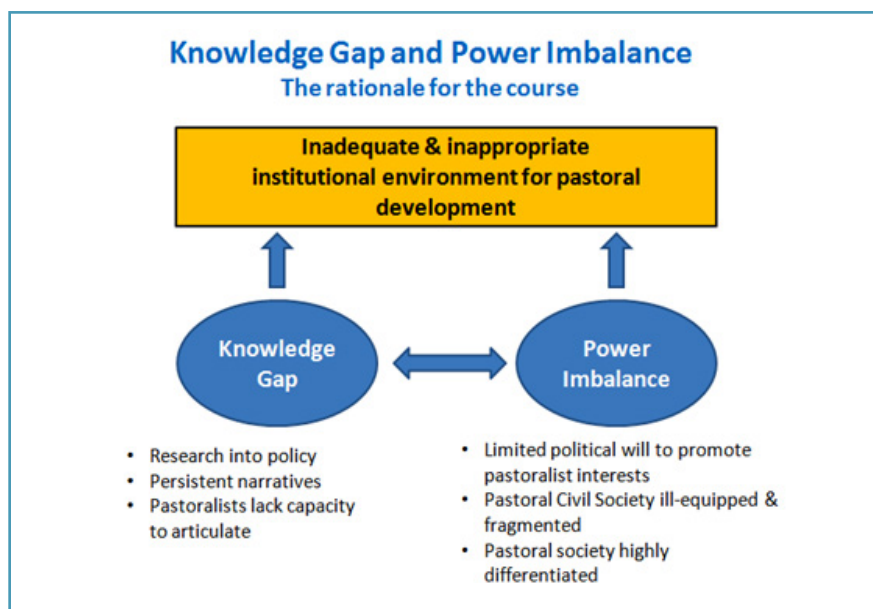 Knowledge Gap and Power Imbalance
The rationale for the course
Inadequate & inappropriate
institutional environment for pastoral
development
Knowledge
Gap
Power
Imbalance
• Research into policy
• Persistent narratives
• Pastoralists lack capacity
to articulate
• Limited political will to promote
pastoralist interests
• Pastoral Civil Society ill-equipped &
fragmented
• Pastoral society highly
differentiated